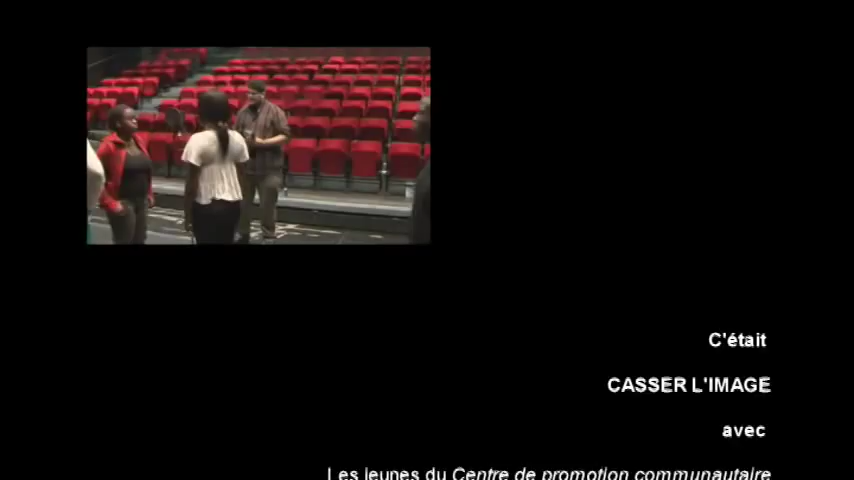 C'était
CASSER L'IMAGE
avec
Les jeunes du Centre de promotion communautaire